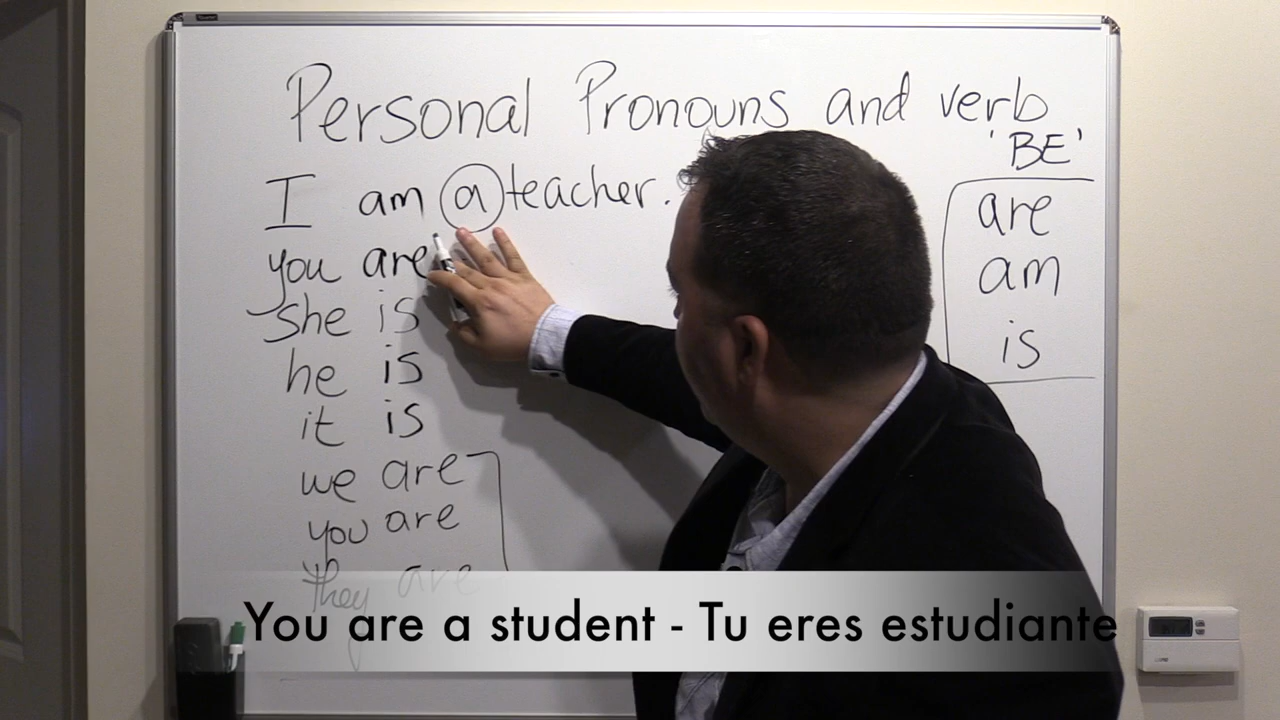 Personal Pronouns and verb
'BE'
I am a teacher.
you are
she is
he is
it is
we are
you are
they are
are
am
is
You are a student - Tu eres estudiante